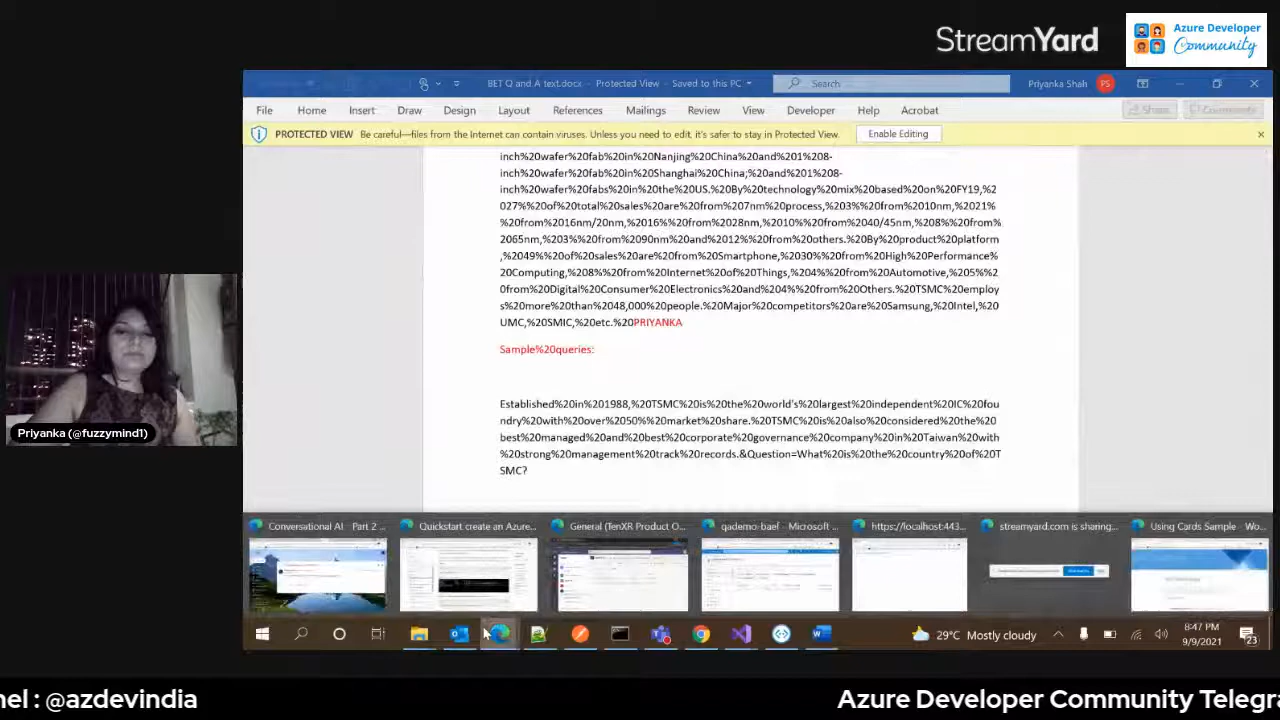 StreamYard
Azure Developer
Community
BET Q and A text.docx - Protected View - Saved to this PC
Search
Priyanka Shah
PS
File Home Insert Draw Design Layout References Mailings Review View Developer Help Acrobat
Share
Comments
PROTECTED VIEW Be careful—files from the Internet can contain viruses. Unless you need to edit, it's safer to stay in Protected View.
Enable Editing
inch%20wafer%20fab%20in%20Nanjing%20China%20and%201%208-
inch%20wafer%20fab%20in%20Shanghai%20China;%20and%201%208-
inch%20wafer%20fabs%20in%20the%20US.%20By%20technology%20mix%20based%20on%20FY19,%2
027%%20of%20total%20sales%20are%20from%207nm%20process,%203%%20from%2010nm,%2021%
%20from%2016nm/20nm,%2016%%20from%2028nm,%2010%%20from%2040/45nm,%208%%20from%
2065nm,%203%%20from%2090nm%20and%2012%%20from%20others.%20By%20product%20platform
,%2049%%20of%20sales%20are%20from%20Smartphone,%2030%%20from%20High%20Performance%
20Computing,%208%%20from%20Internet%20of%20Things,%204%%20from%20Automotive,%205%%2
0from%20Digital%20Consumer%20Electronics%20and%204%%20from%20Others.%20TSMC%20employ
s%20more%20than%2048,000%20people.%20Major%20competitors%20are%20Samsung,%20Intel,%20
UMC,%20SMIC,%20etc.%20PRIYANKA
Sample%20queries:
Established%20in%201988,%20TSMC%20is%20the%20world's%20largest%20independent%20IC%20fou
ndry%20with%20over%2050%%20market%20share.%20TSMC%20is%20also%20considered%20the%20
best%20managed%20and%20best%20corporate%20governance%20company%20in%20Taiwan%20with
%20strong%20management%20track%20records.&Question=What%20is%20the%20country%20of%20T
SMC?
Priyanka (@fuzzymind1)
Conversational AI - Part 2 ...
Quickstart create an Azure...
General (TenXR Product O...
qademo-baef - Microsoft ...
https://localhost:443...
streamyard.com is sharing...
Using Cards Sample - Wo...
29°C Mostly cloudy
8:47 PM
9/9/2021
23
nel : @azdevindia
Azure Developer Community Telegra